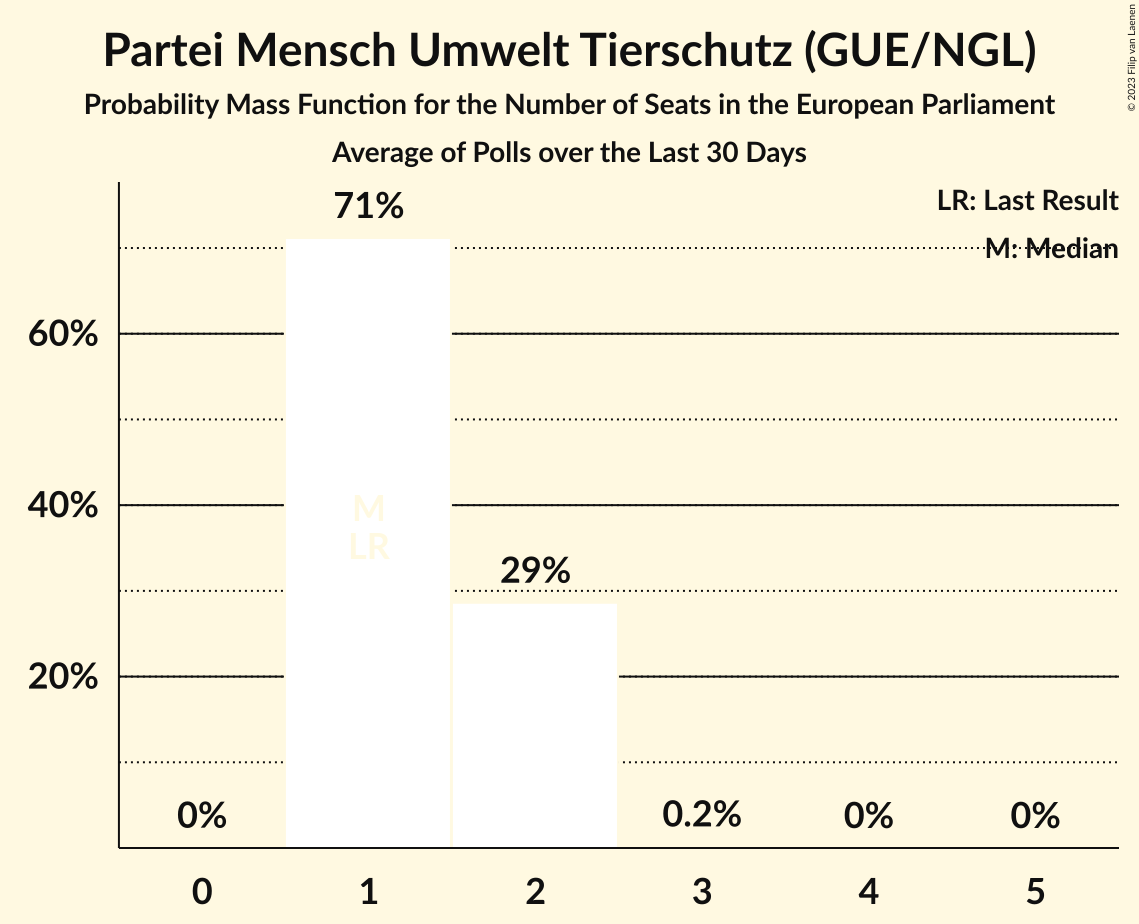 Partei Mensch Umwelt Tierschutz (GUE/NGL)
Probability Mass Function for the Number of Seats in the European Parliament
Average of Polls over the Last 30 Days
© 2023 Filip van Laenen
LR: Last Result
M: Median
71%
60%
M
40%
LR
29%
20%
0%
0.2%
0%
0%
0 1 2 3 4 5